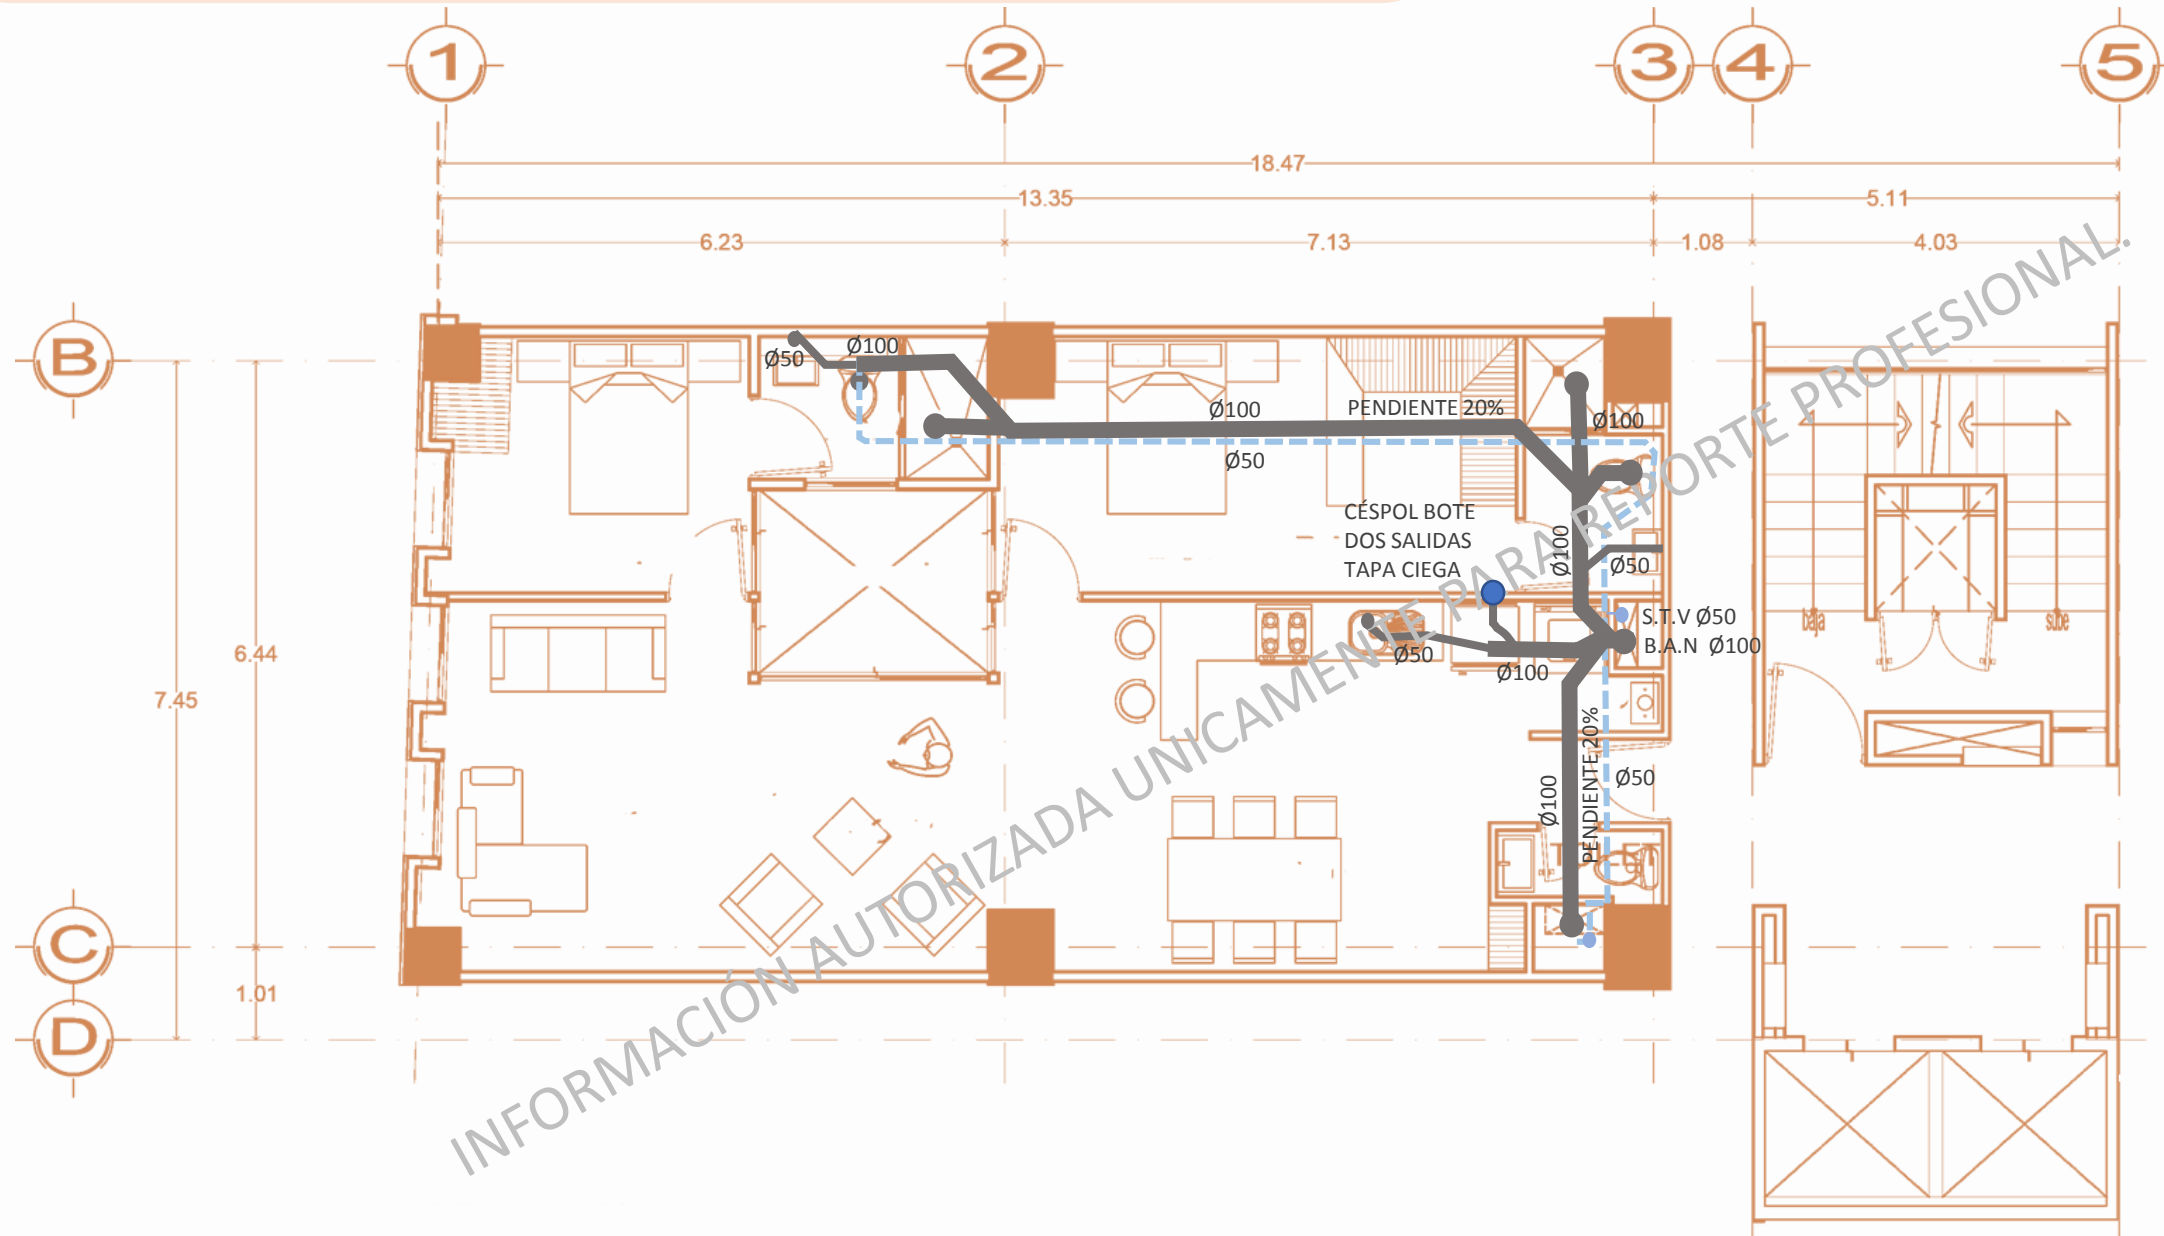 1 2 3 4 5
18.47
13.35 5.11
6.23 7.13 1.08 4.03
B
C
D
7.45
6.44
1.01
Ø50
Ø100
Ø100
PENDIENTE 20%
Ø100
Ø50
CÉSPOL BOTE
DOS SALIDAS
TAPA CIEGA
Ø100
Ø50
S.T.V Ø50
B.A.N Ø100
Ø50
Ø100
Ø100
PENDIENTE 20%
Ø50
baja
sube
INFORMACIÓN AUTORIZADA UNICAMENTE PARA REPORTE PROFESIONAL.